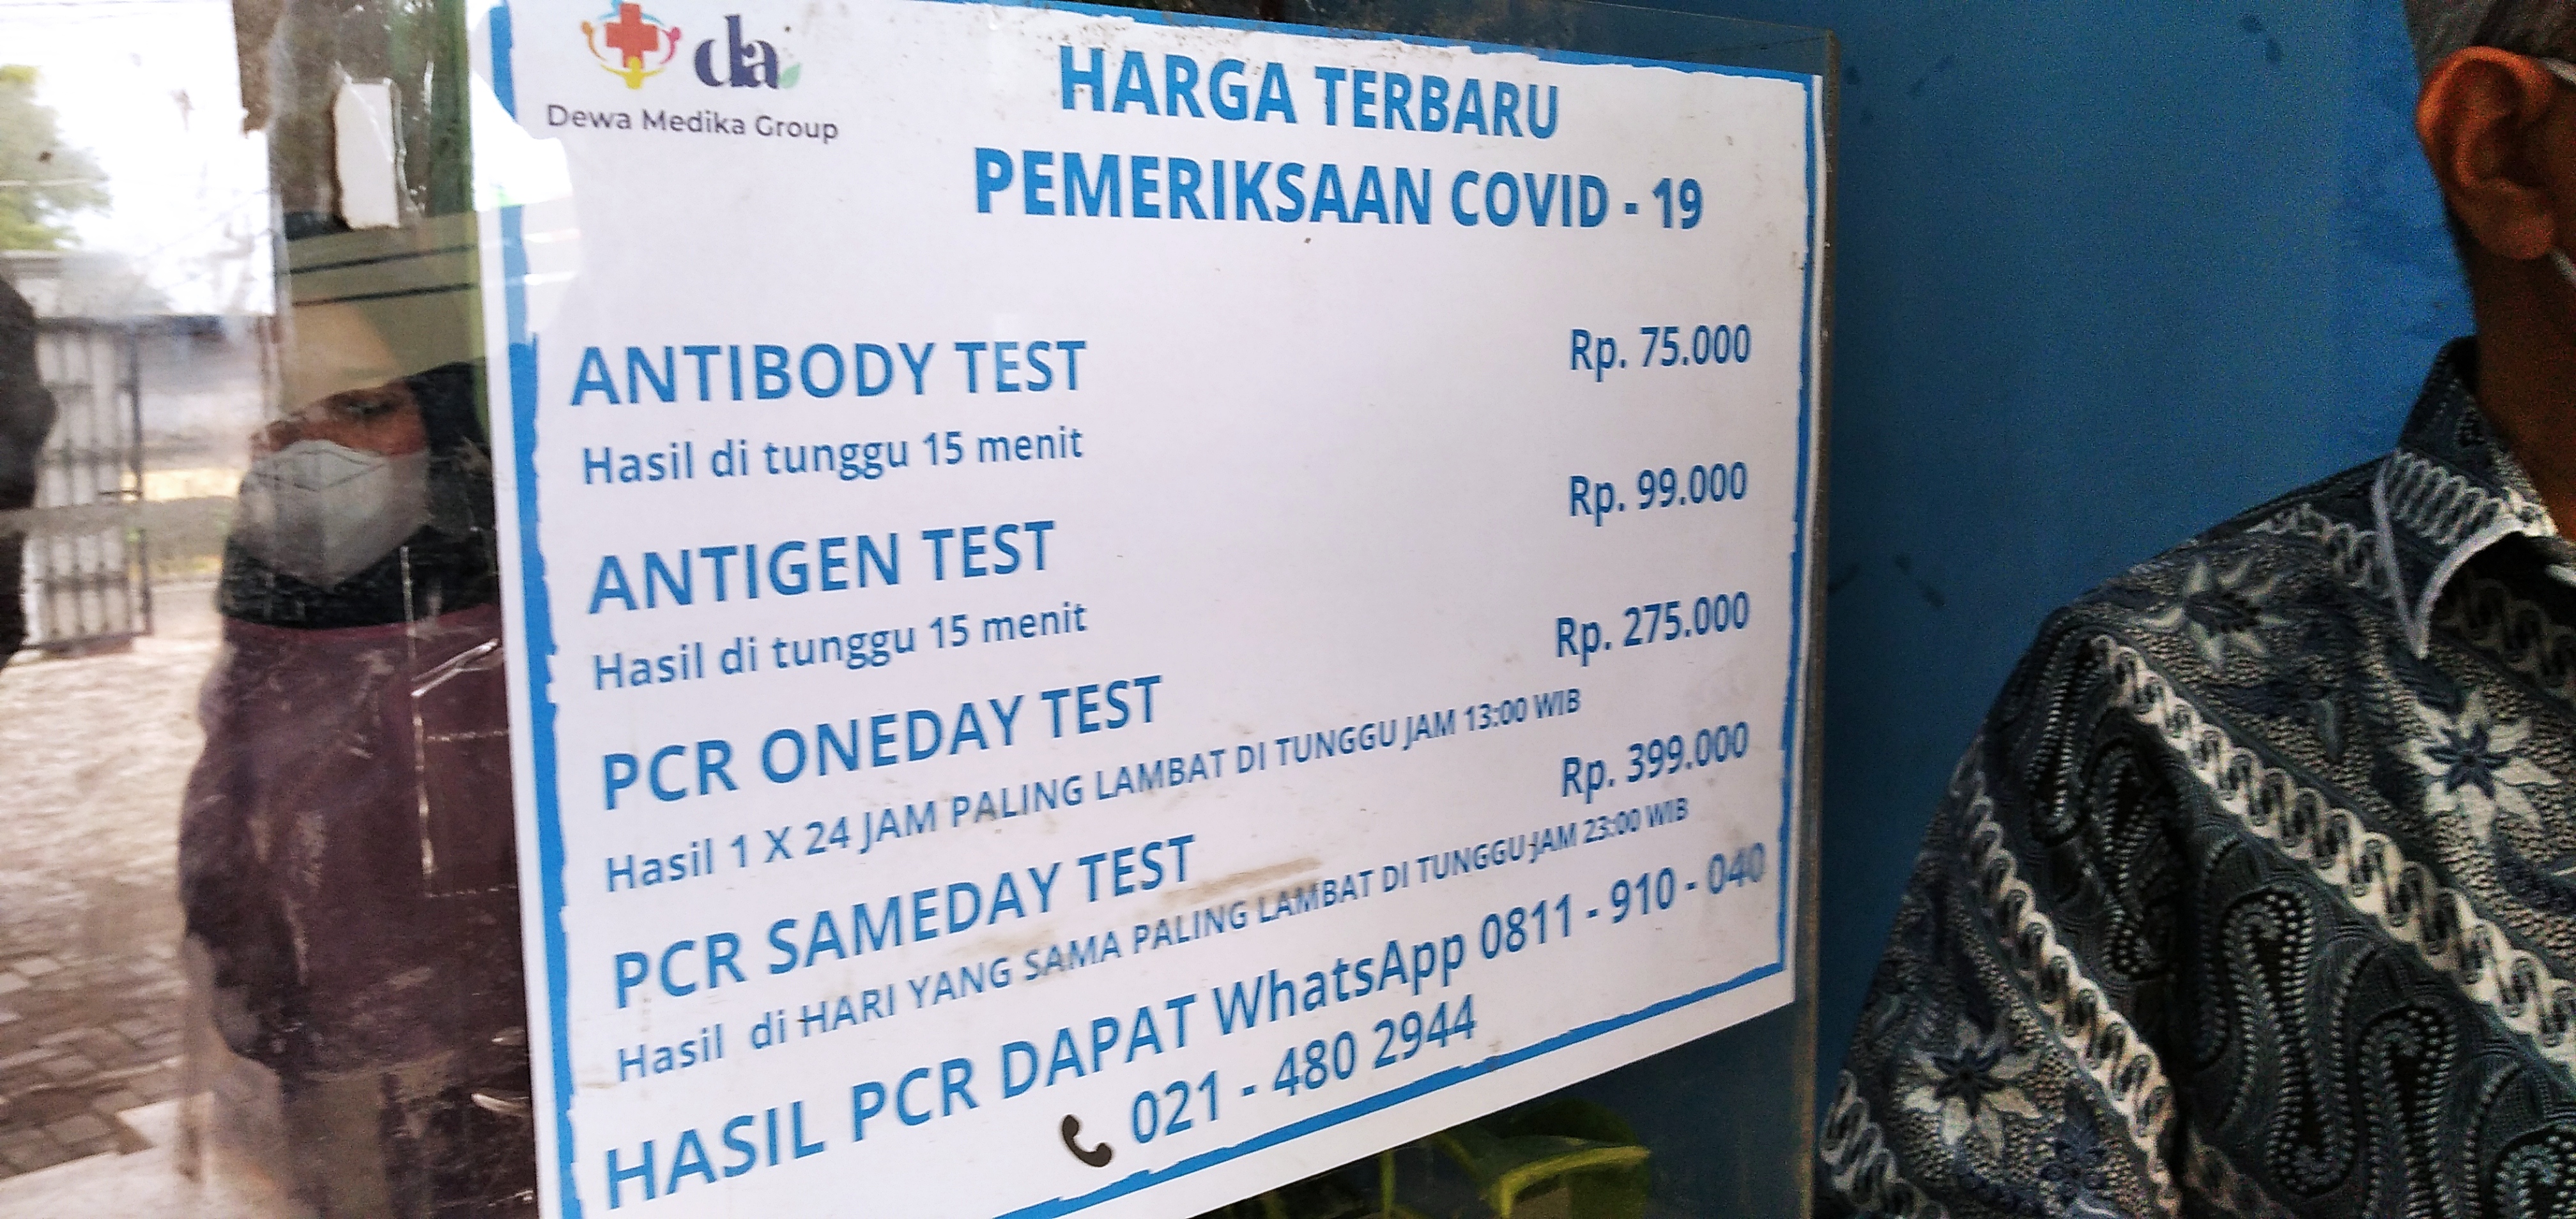 da
Dewa Medika Group
HARGA TERBARU
PEMERIKSAAN COVID - 19
ANTIBODY TEST Rp. 75.000
Hasil di tunggu 15 menit
ANTIGEN TEST Rp. 99.000
Hasil di tunggu 15 menit
PCR ONEDAY TEST Rp. 275.000
Hasil 1 X 24 JAM PALING LAMBAT DI TUNGGU JAM 13:00 WIB
PCR SAMEDAY TEST Rp. 399.000
Hasil di HARI YANG SAMA PALING LAMBAT DI TUNGGU JAM 23:00 WIB
HASIL PCR DAPAT WhatsApp 0811 - 910 - 040
021 - 480 2944